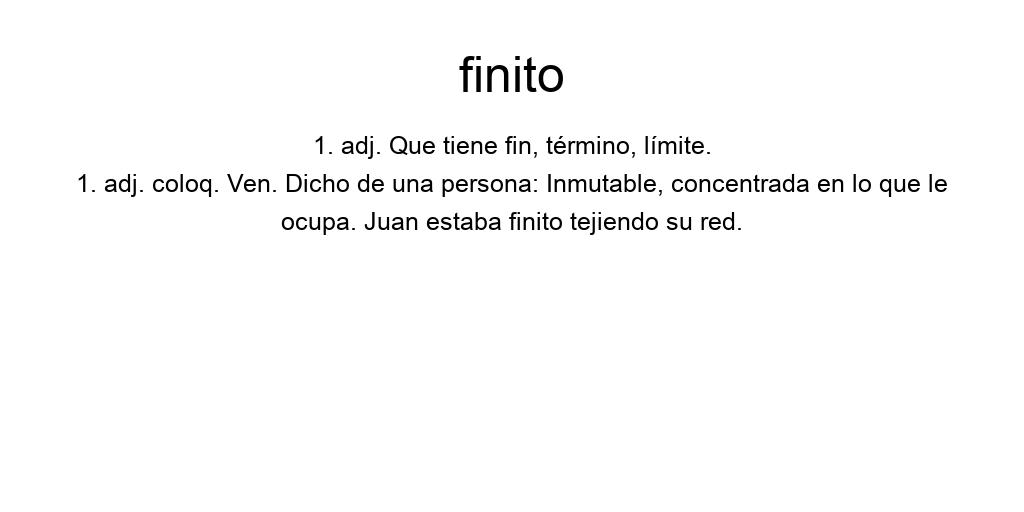 finito
1. adj. Que tiene fin, término, límite.
1. adj. coloq. Ven. Dicho de una persona: Inmutable, concentrada en lo que le
ocupa. Juan estaba finito tejiendo su red.